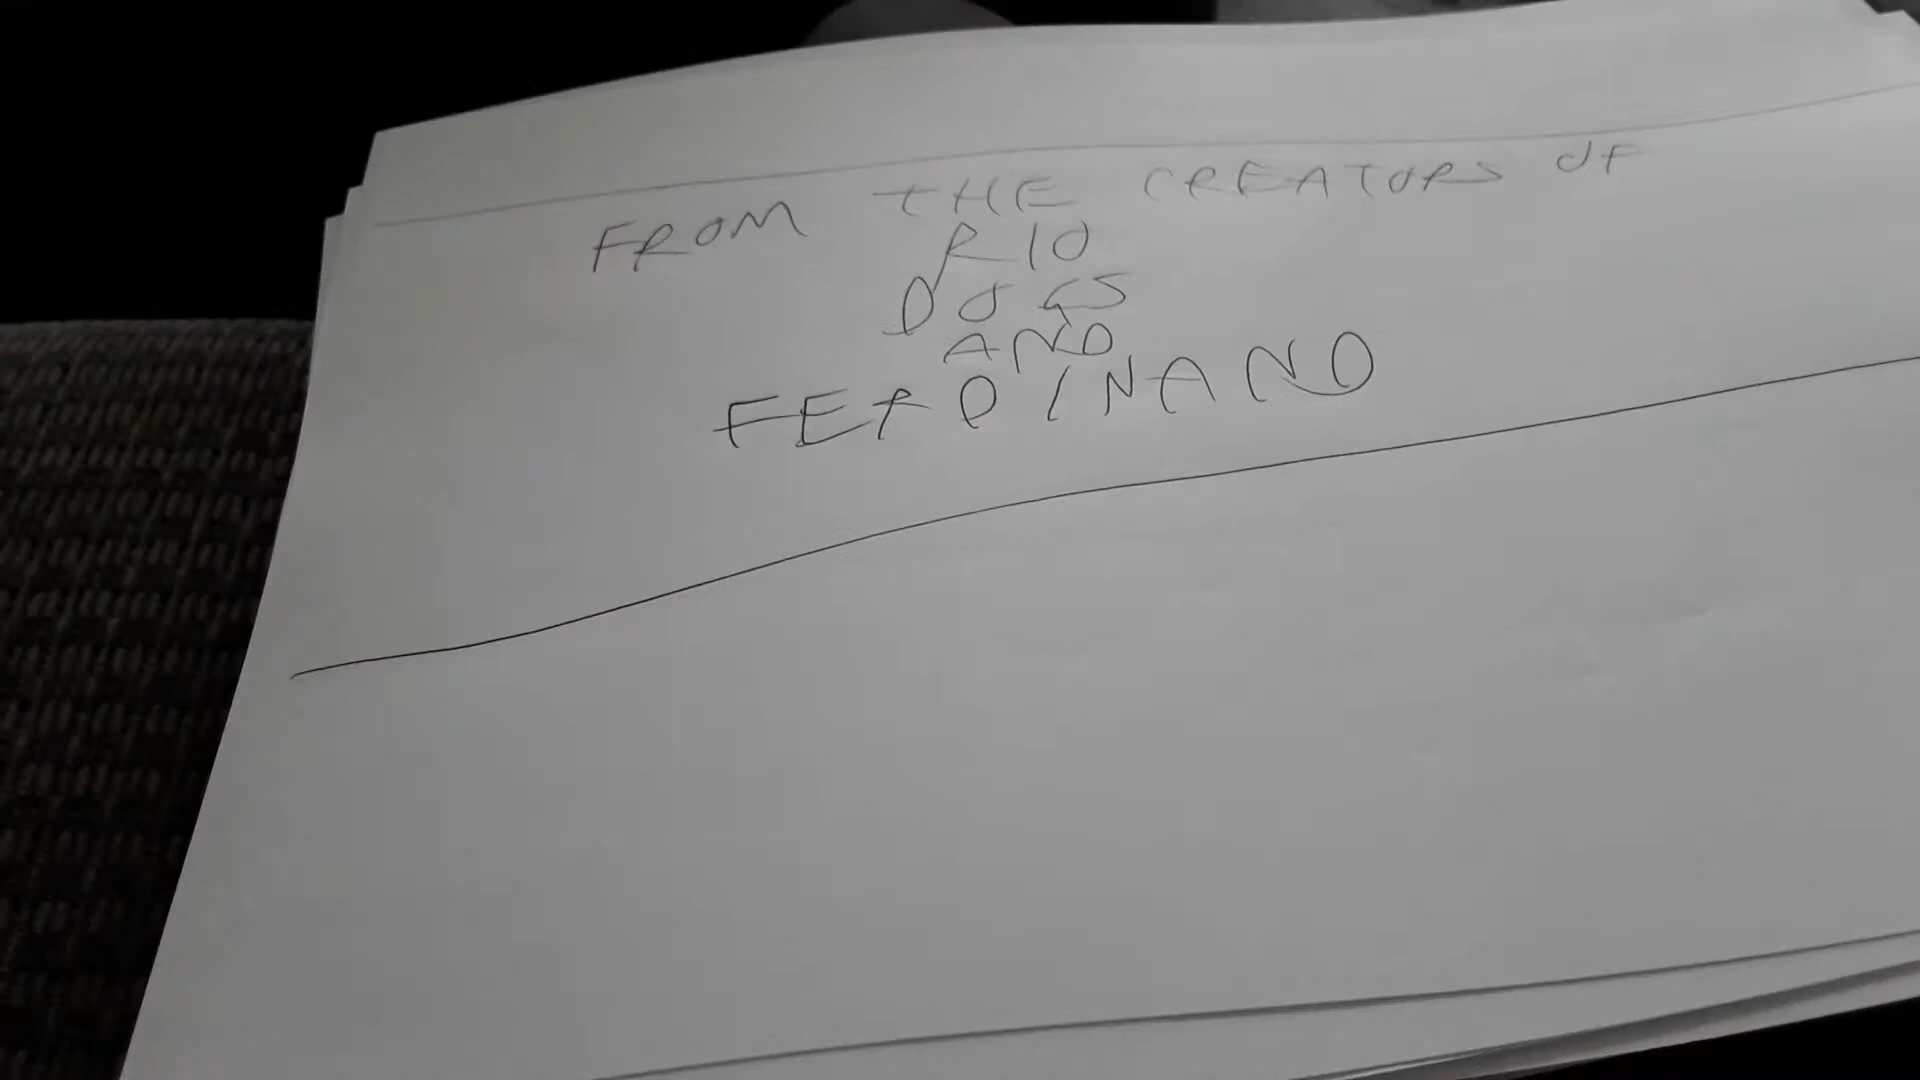 FROM THE CREATORS OF
RIO
DOGS
AND
FERDINAND